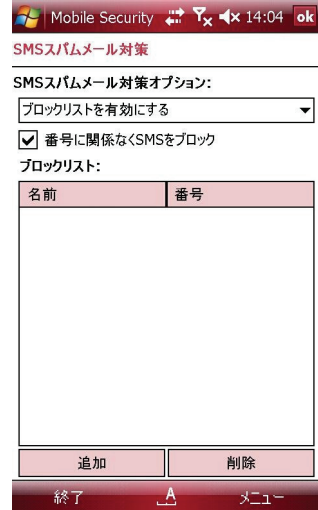 Mobile Security 14:04 ok
SMSスパムメール対策
SMSスパムメール対策オプション:
ブロックリストを有効にする
番号に関係なくSMSをブロック
ブロックリスト:
名前 番号
追加 削除
終了 A メニュー